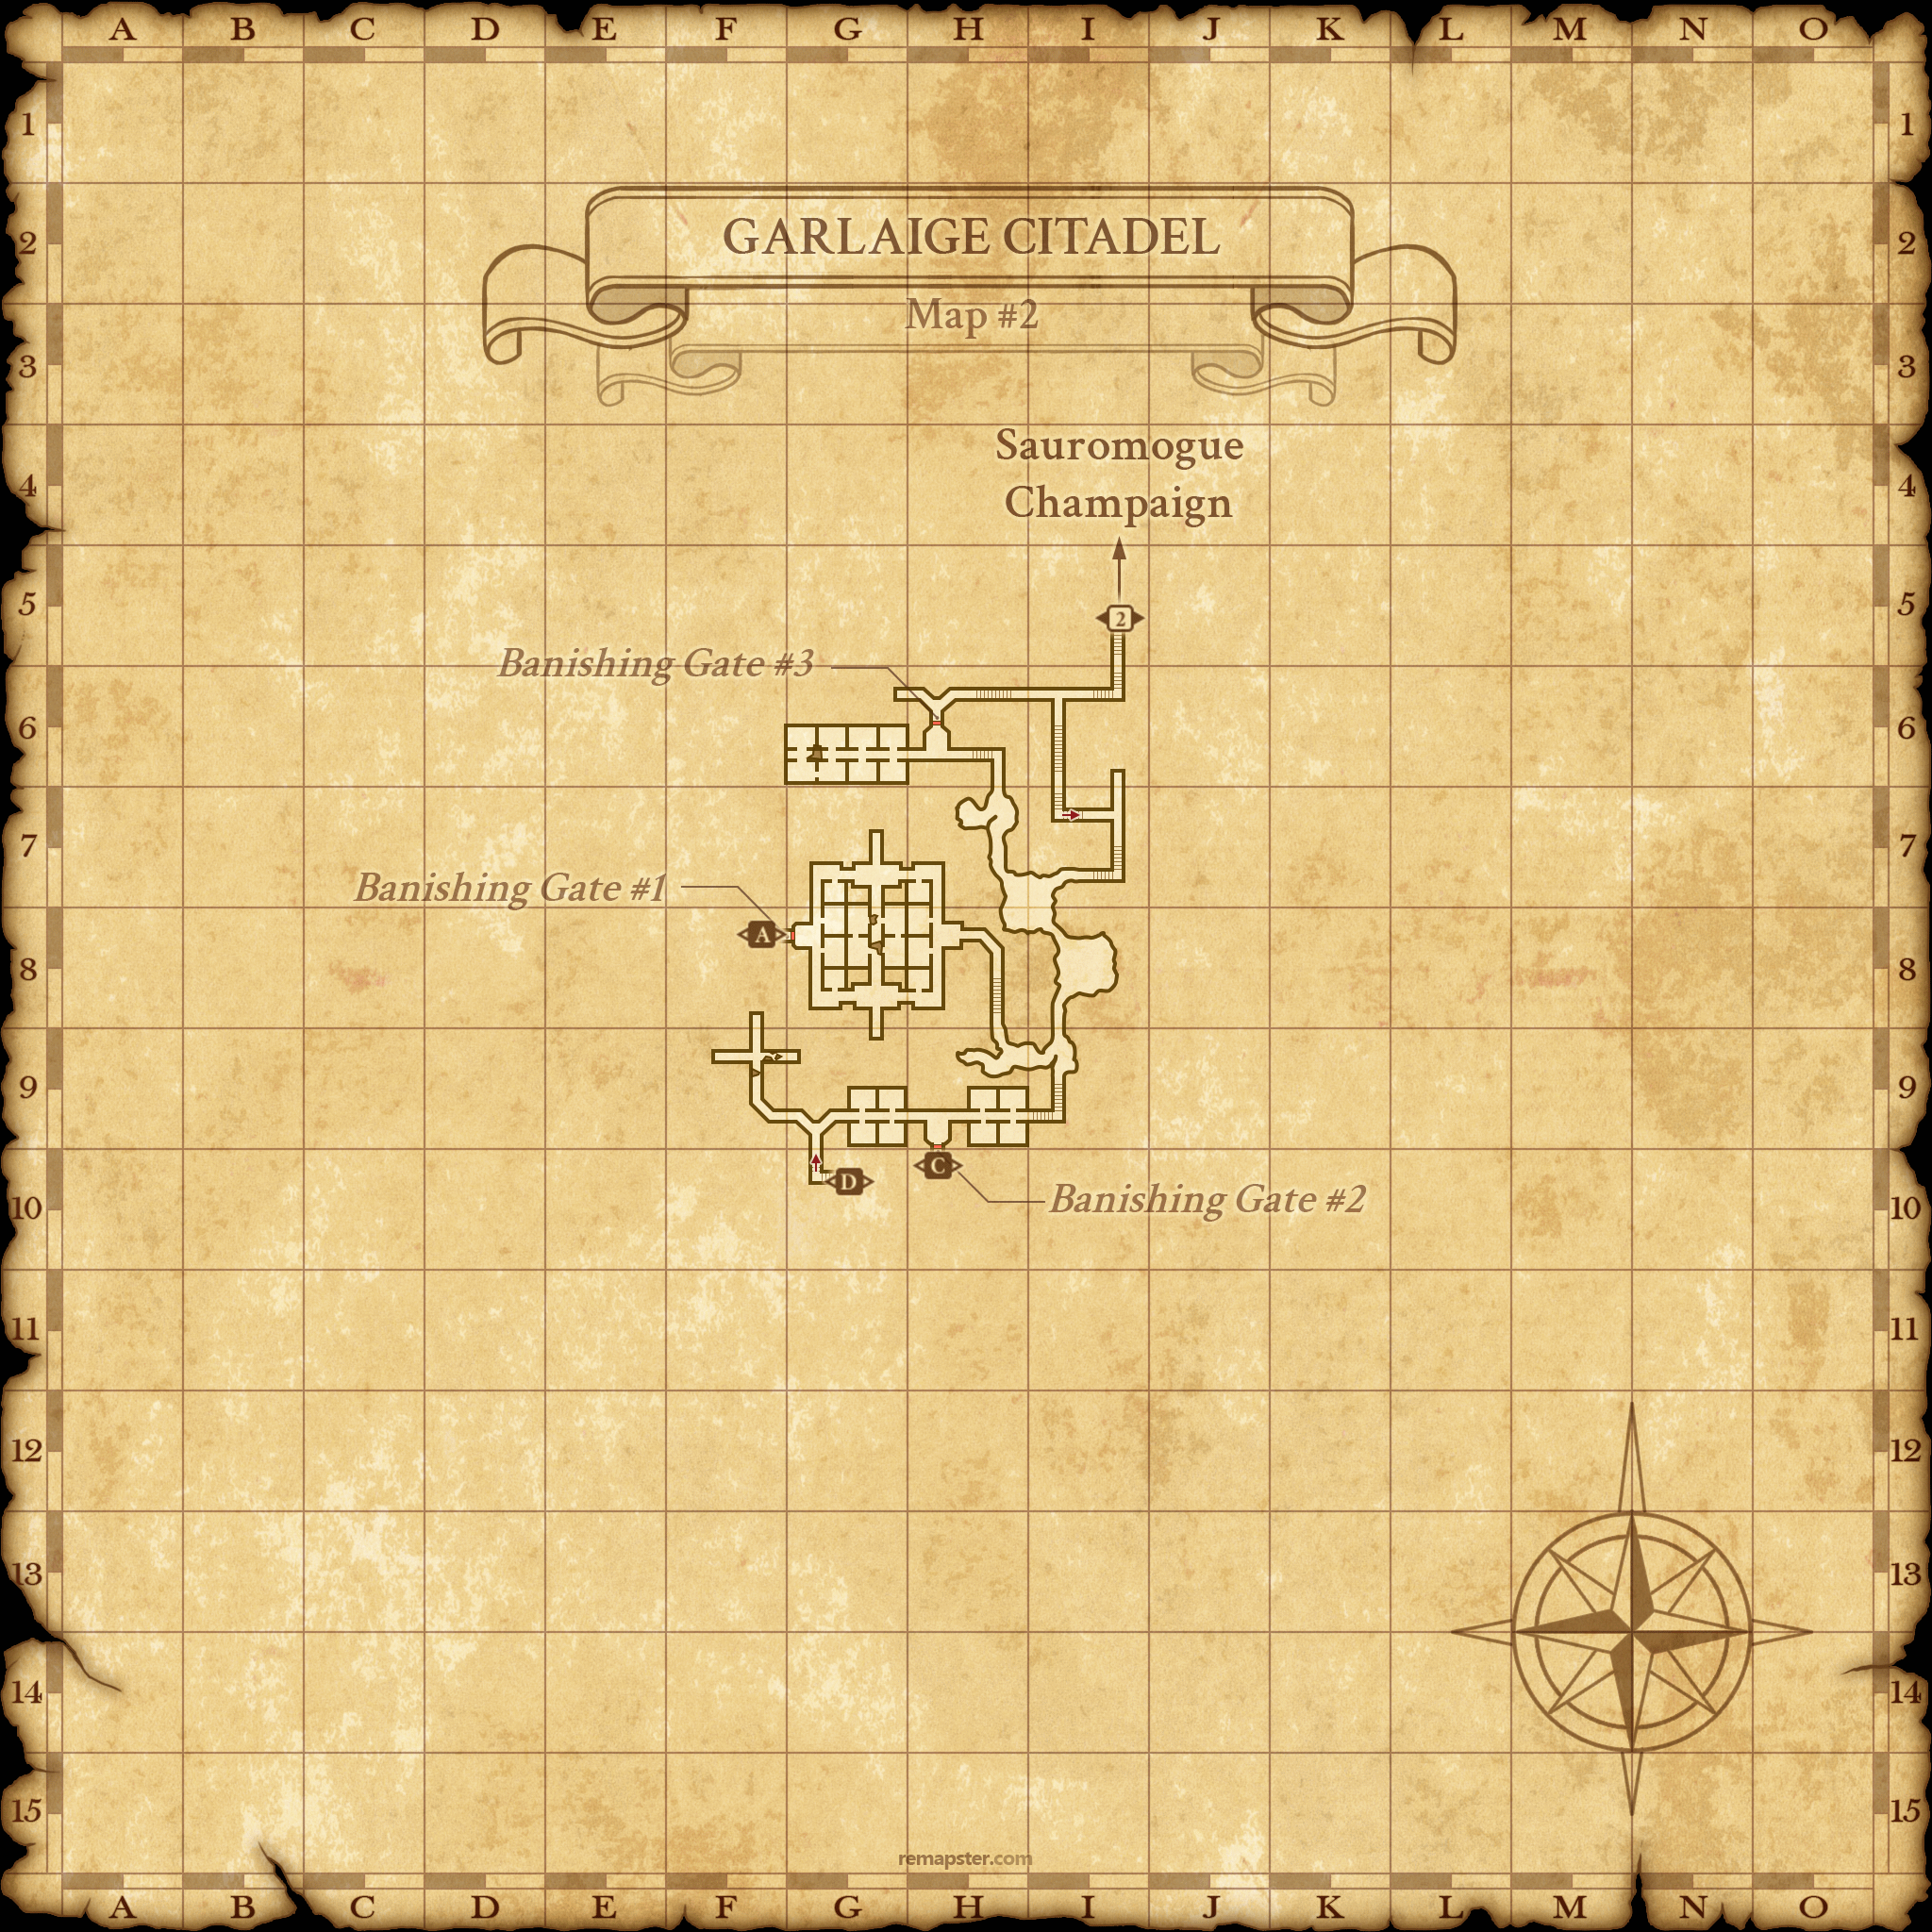 A B C D E F G H I J K L M N O
1 1
GARLAIGE CITADEL
2 2
Map #2
3 3
Sauromogue
Champaign
4 4
5 5
2
Banishing Gate #3
6 6
7 7
Banishing Gate #1
A
8 8
9 9
C
D
Banishing Gate #2
10 10
11 11
12 12
13 13
14 14
15 15
remapster.com
A B C D E F G H I J K L M N O